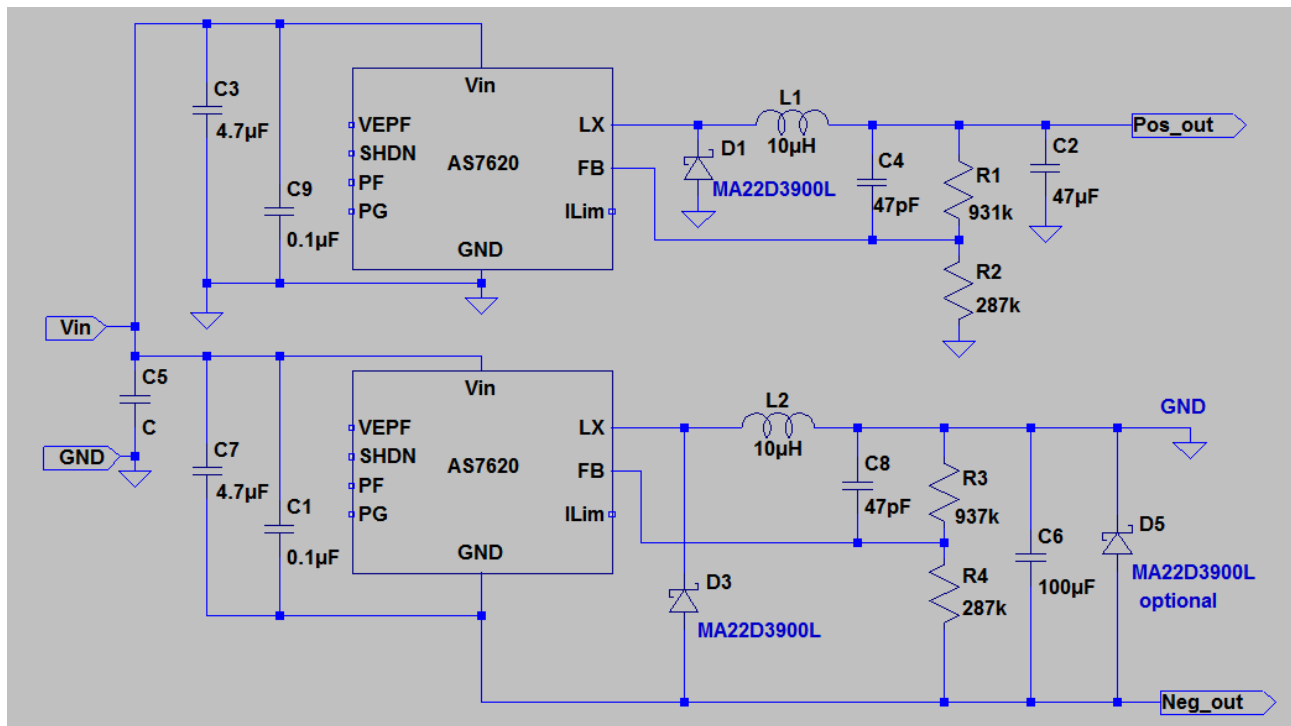 C3
4.7µF
C9
0.1µF
Vin
VEPF
SHDN
PF
PG
AS7620
LX
FB
ILim
GND
L1
10µH
D1
MA22D3900L
C4
47pF
R1
931k
C2
47µF
Pos_out
R2
287k
Vin
C5
C
GND
C7
4.7µF
C1
0.1µF
Vin
VEPF
SHDN
PF
PG
AS7620
LX
FB
ILim
GND
L2
10µH
D3
MA22D3900L
C8
47pF
R3
937k
R4
287k
C6
100µF
GND
D5
MA22D3900L
optional
Neg_out